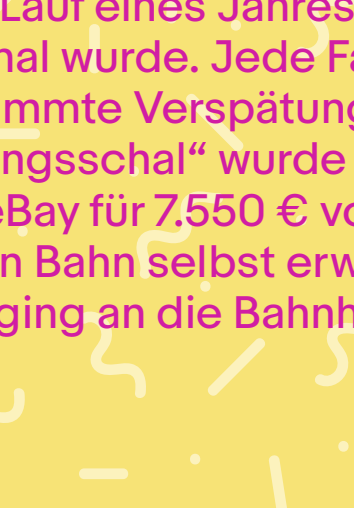 Lauf eines Jahres
nal wurde. Jede Fa
mmte Verspätung
ngsschal“ wurde
eBay für 7.550 € vo
n Bahn selbst erw
ging an die Bahnh